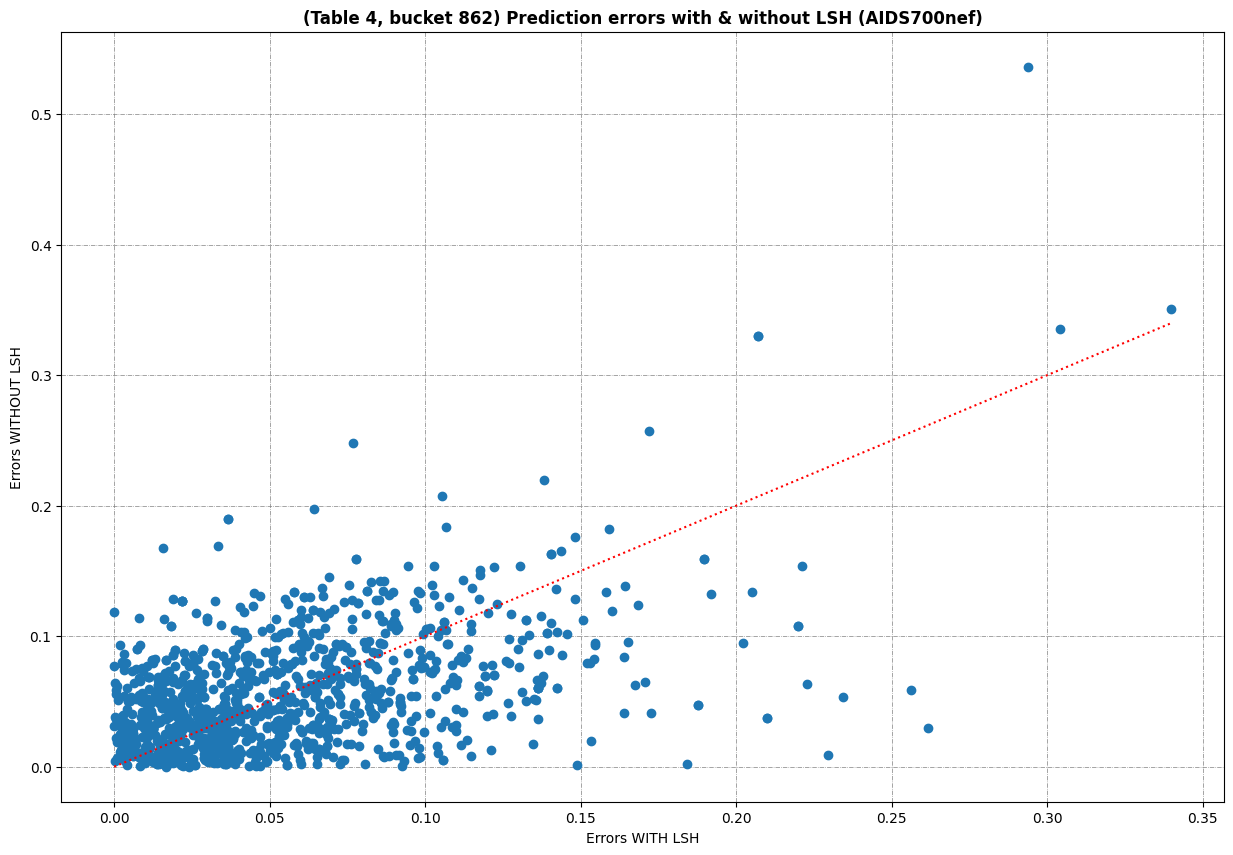 (Table 4, bucket 862) Prediction errors with & without LSH (AIDS700nef)
Errors WITHOUT LSH
0.5
0.4
0.3
0.2
0.1
0.0
0.00 0.05 0.10 0.15 0.20 0.25 0.30 0.35
Errors WITH LSH